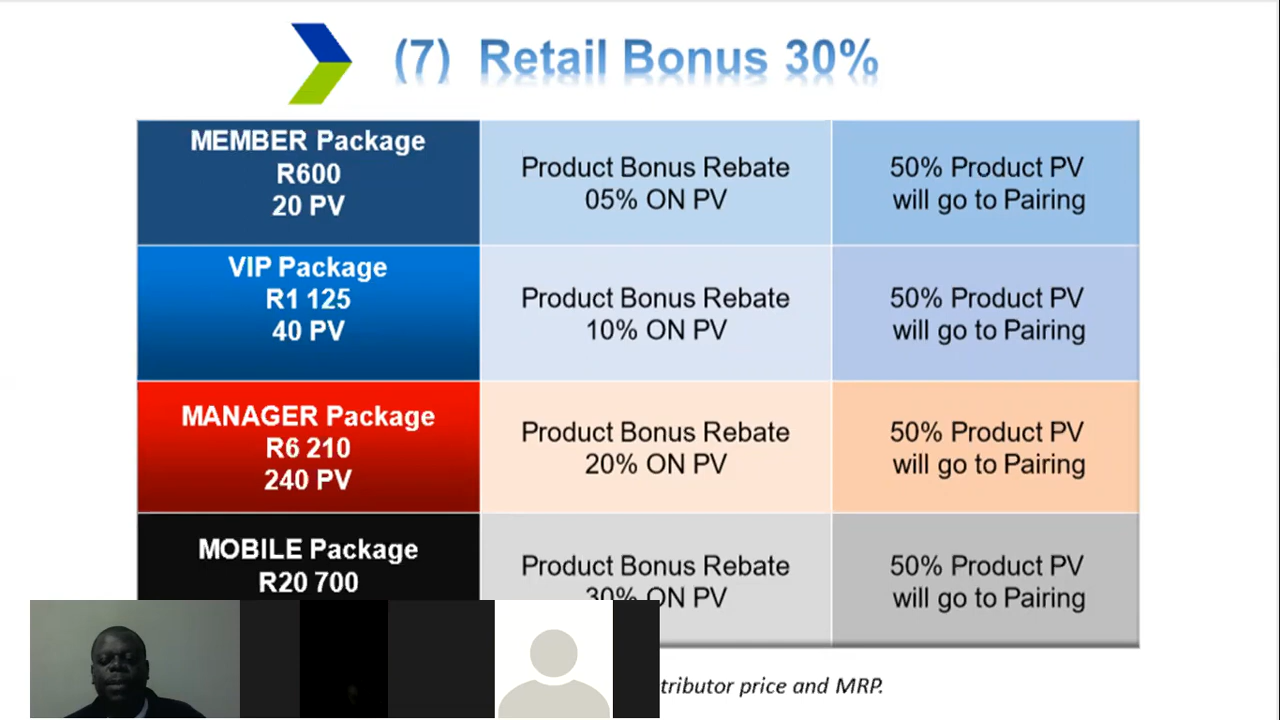 (7) Retail Bonus 30%
MEMBER Package
R600
20 PV
Product Bonus Rebate
05% ON PV
50% Product PV
will go to Pairing
VIP Package
R1 125
40 PV
Product Bonus Rebate
10% ON PV
50% Product PV
will go to Pairing
MANAGER Package
R6 210
240 PV
Product Bonus Rebate
20% ON PV
50% Product PV
will go to Pairing
MOBILE Package
R20 700
Product Bonus Rebate
30% ON PV
50% Product PV
will go to Pairing
price and MRP.